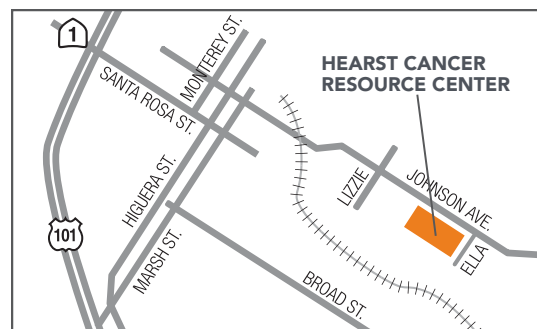 1
MONTEREY ST.
SANTA ROSA ST.
HEARST CANCER
RESOURCE CENTER
HIGUERA ST.
LIZZIE
JOHNSON AVE.
101
MARSH ST.
ELLA
BROAD ST.